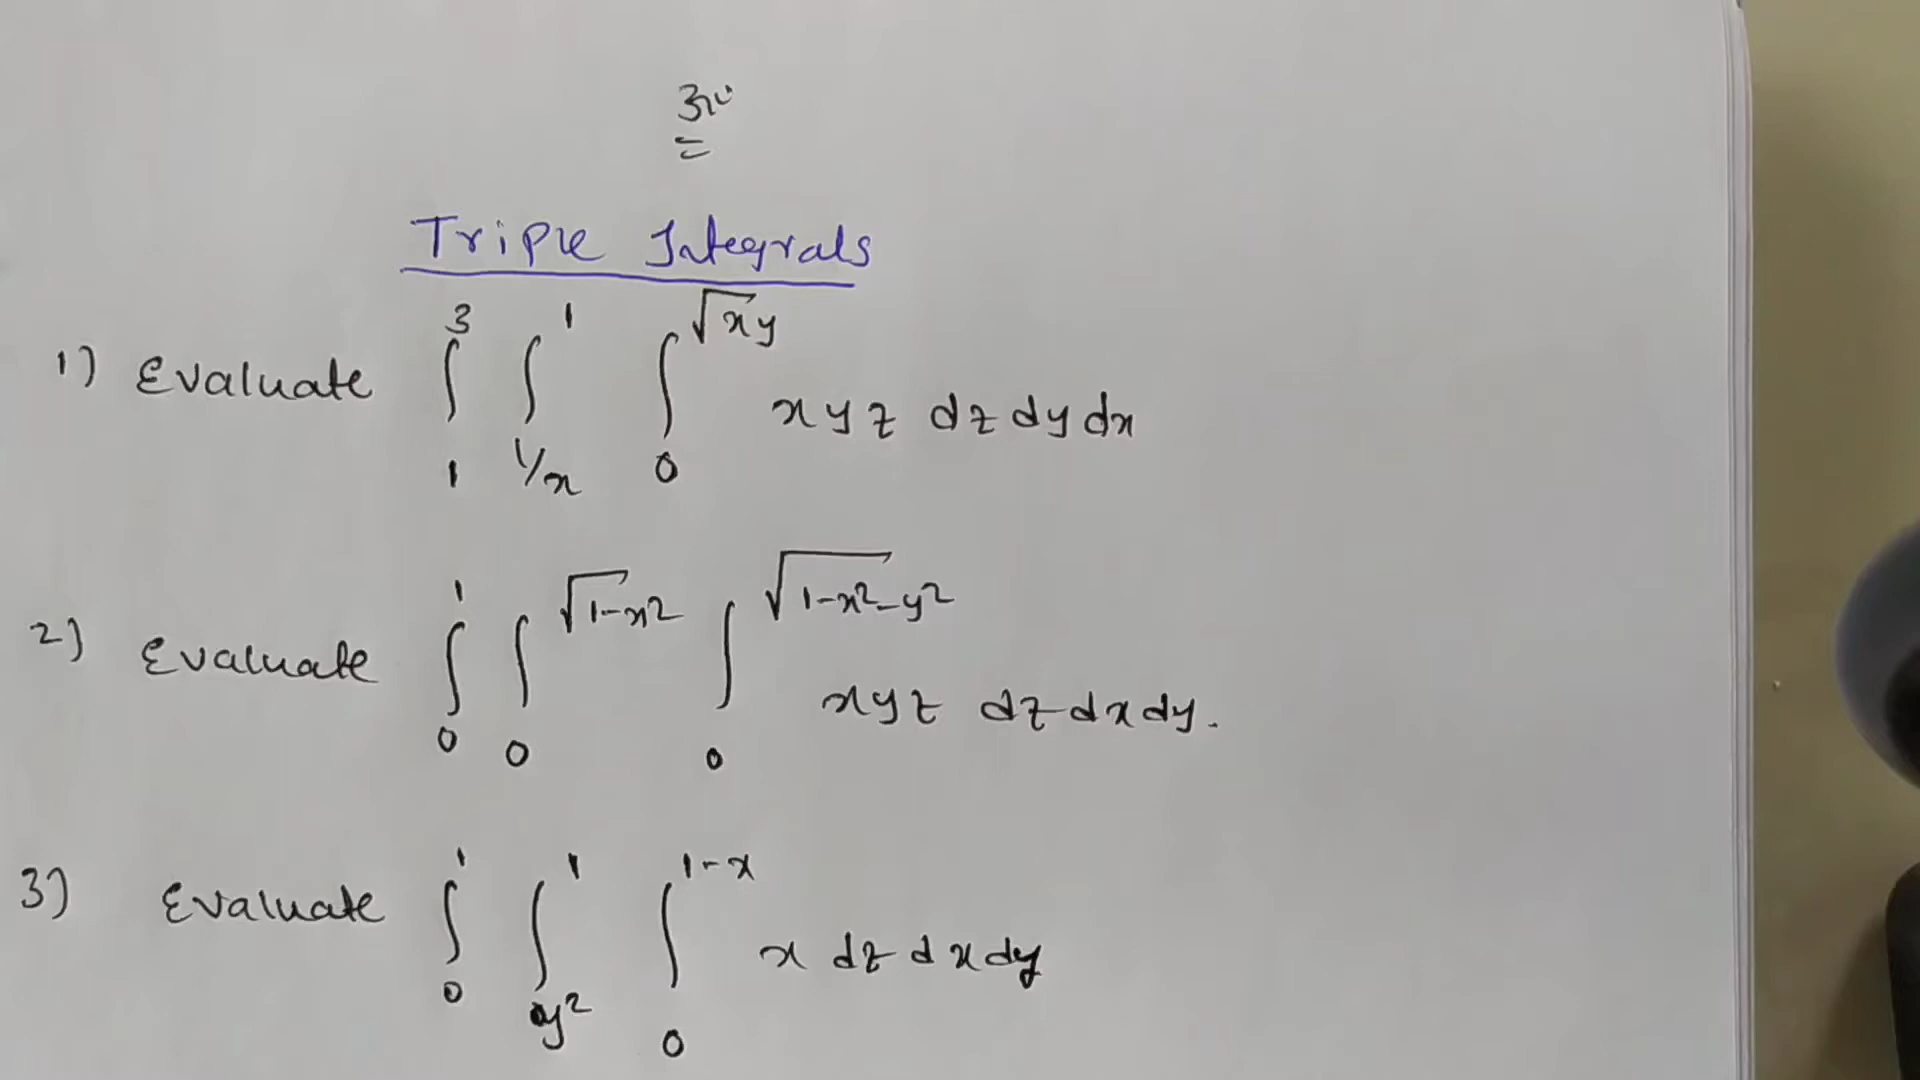 Triple Integrals
1) Evaluate ∫₁³ ∫_{1/x}^{1} ∫₀^{√xy} xyz dz dy dx
2) Evaluate ∫₀¹ ∫₀^{√1-x²} ∫₀^{√1-x²-y²} xyz dz dx dy.
3) Evaluate ∫₀¹ ∫_{y²}^{1} ∫₀^{1-x} x dz dx dy